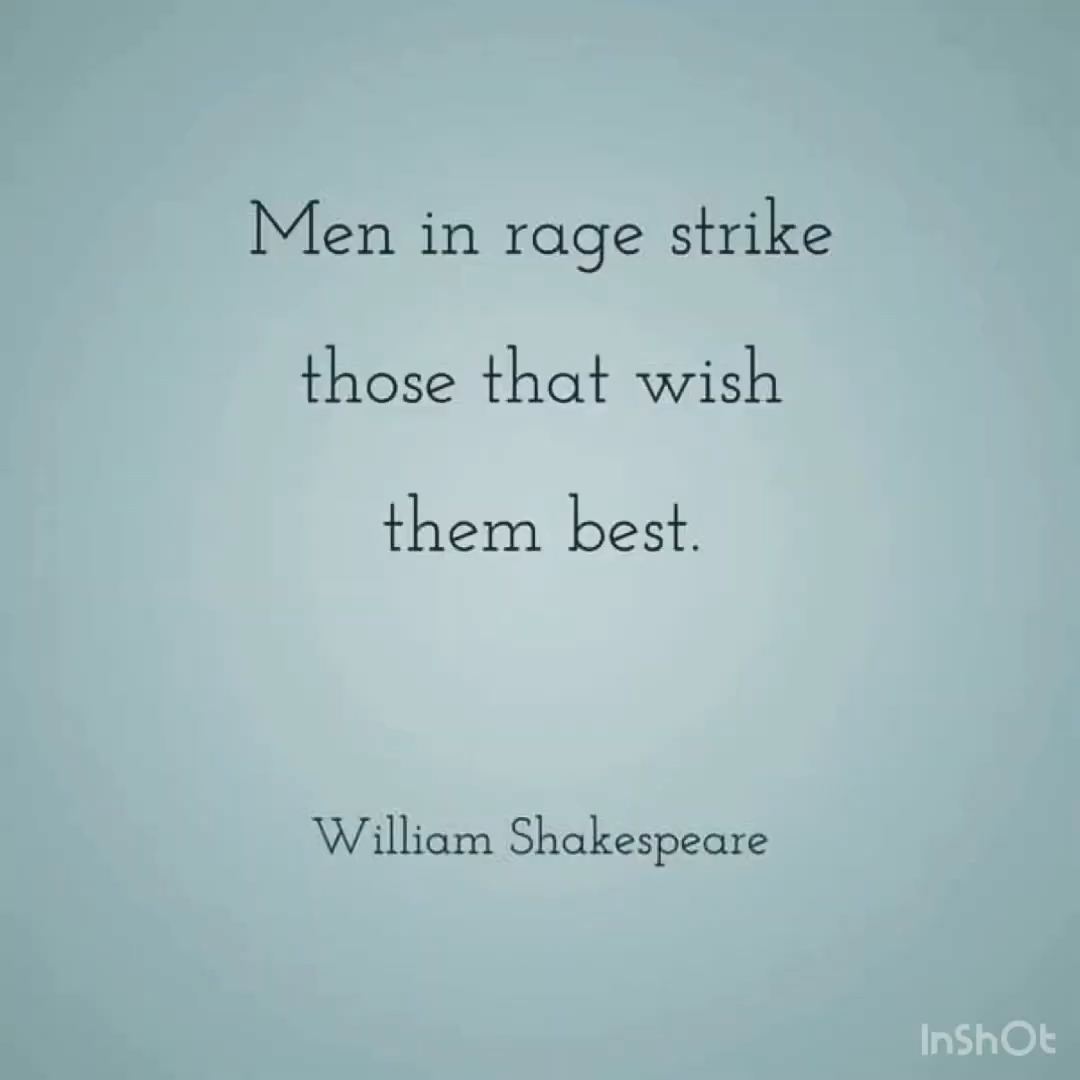 Men in rage strike
those that wish
them best.
William Shakespeare
InShOt